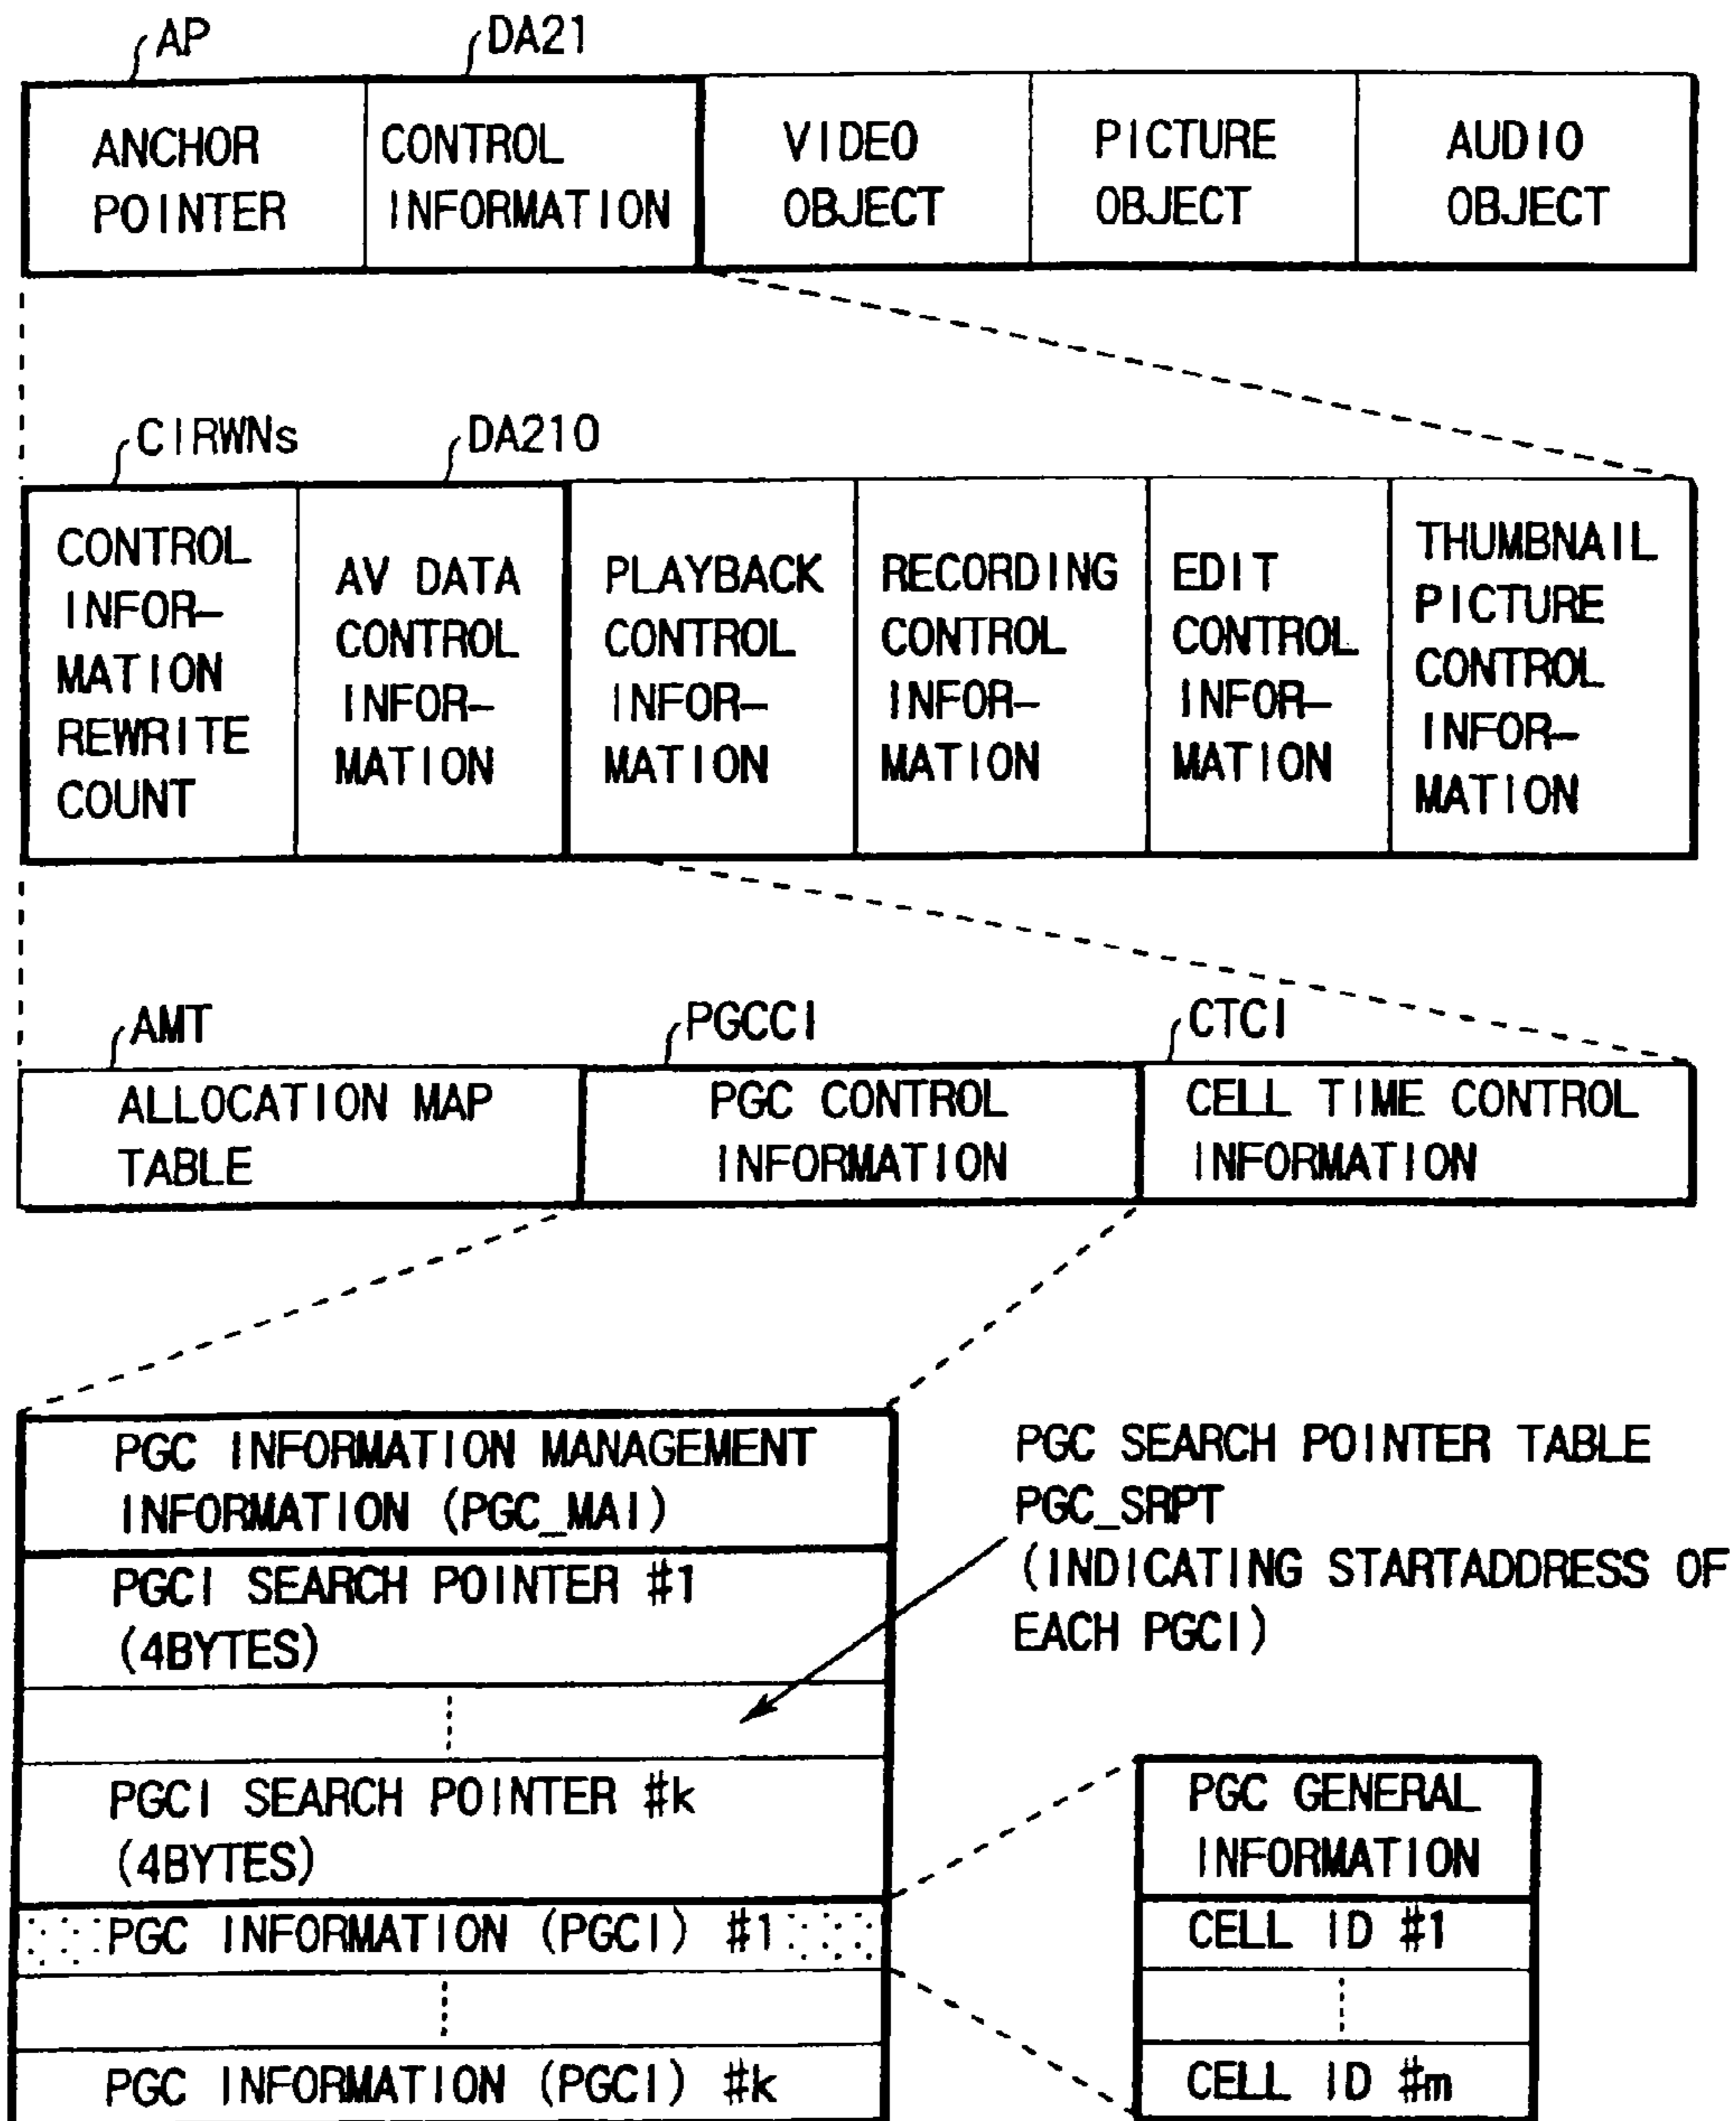 AP
DA21
ANCHOR
POINTER
CONTROL
INFORMATION
VIDEO
OBJECT
PICTURE
OBJECT
AUDIO
OBJECT
CIRWNs
DA210
CONTROL
INFOR-
MATION
REWRITE
COUNT
AV DATA
CONTROL
INFOR-
MATION
PLAYBACK
CONTROL
INFOR-
MATION
RECORDING
CONTROL
INFOR-
MATION
EDIT
CONTROL
INFOR-
MATION
THUMBNAIL
PICTURE
CONTROL
INFOR-
MATION
AMT
PGCCI
CTCI
ALLOCATION MAP
TABLE
PGC CONTROL
INFORMATION
CELL TIME CONTROL
INFORMATION
PGC INFORMATION MANAGEMENT
INFORMATION (PGC_MAI)
PGCI SEARCH POINTER #1
(4BYTES)
PGCI SEARCH POINTER #k
(4BYTES)
PGC INFORMATION (PGCI) #1
PGC INFORMATION (PGCI) #k
PGC SEARCH POINTER TABLE
PGC_SRPT
(INDICATING STARTADDRESS OF
EACH PGCI)
PGC GENERAL
INFORMATION
CELL ID #1
CELL ID #m